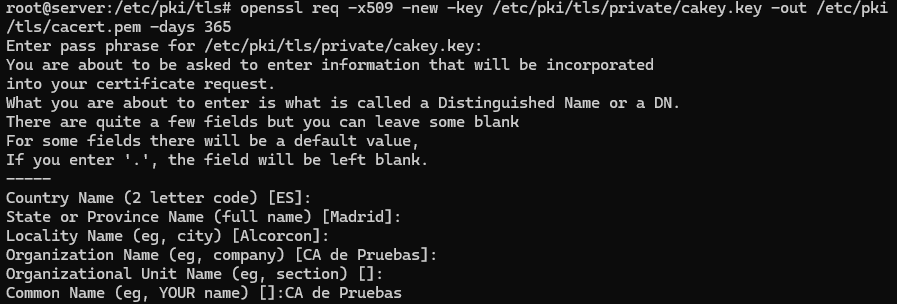 root@server:/etc/pki/tls# openssl req -x509 -new -key /etc/pki/tls/private/cakey.key -out /etc/pki
/tls/cacert.pem -days 365
Enter pass phrase for /etc/pki/tls/private/cakey.key:
You are about to be asked to enter information that will be incorporated
into your certificate request.
What you are about to enter is what is called a Distinguished Name or a DN.
There are quite a few fields but you can leave some blank
For some fields there will be a default value,
If you enter '.', the field will be left blank.
-----
Country Name (2 letter code) [ES]:
State or Province Name (full name) [Madrid]:
Locality Name (eg, city) [Alcorcon]:
Organization Name (eg, company) [CA de Pruebas]:
Organizational Unit Name (eg, section) []:
Common Name (eg, YOUR name) []:CA de Pruebas